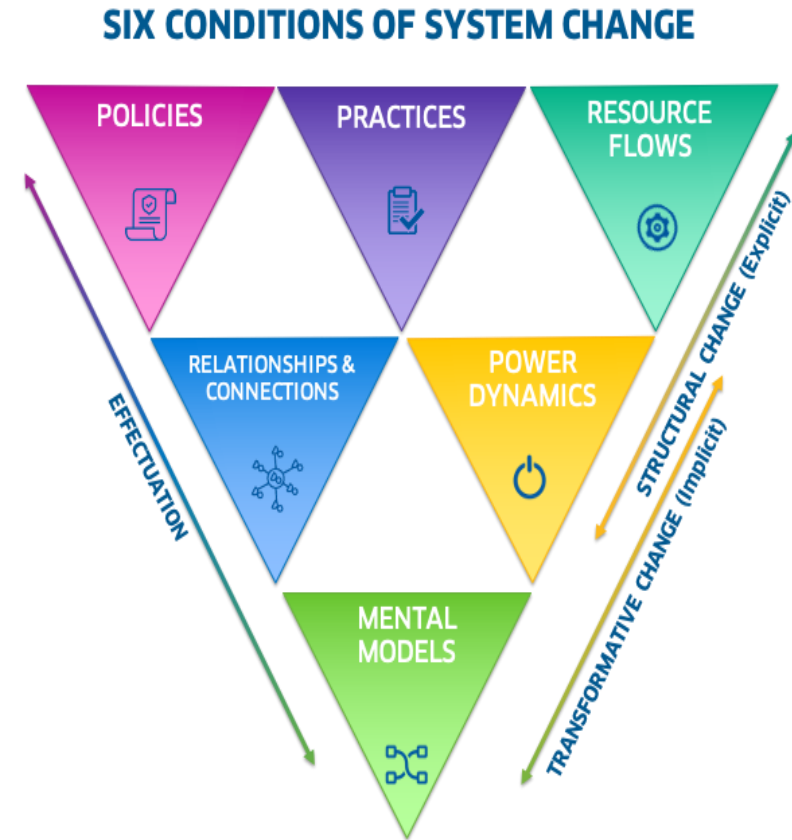 SIX CONDITIONS OF SYSTEM CHANGE
POLICIES
PRACTICES
RESOURCE
FLOWS
RELATIONSHIPS &
CONNECTIONS
POWER
DYNAMICS
MENTAL
MODELS
EFFECTUATION
STRUCTURAL CHANGE (Explicit)
TRANSFORMATIVE CHANGE (Implicit)